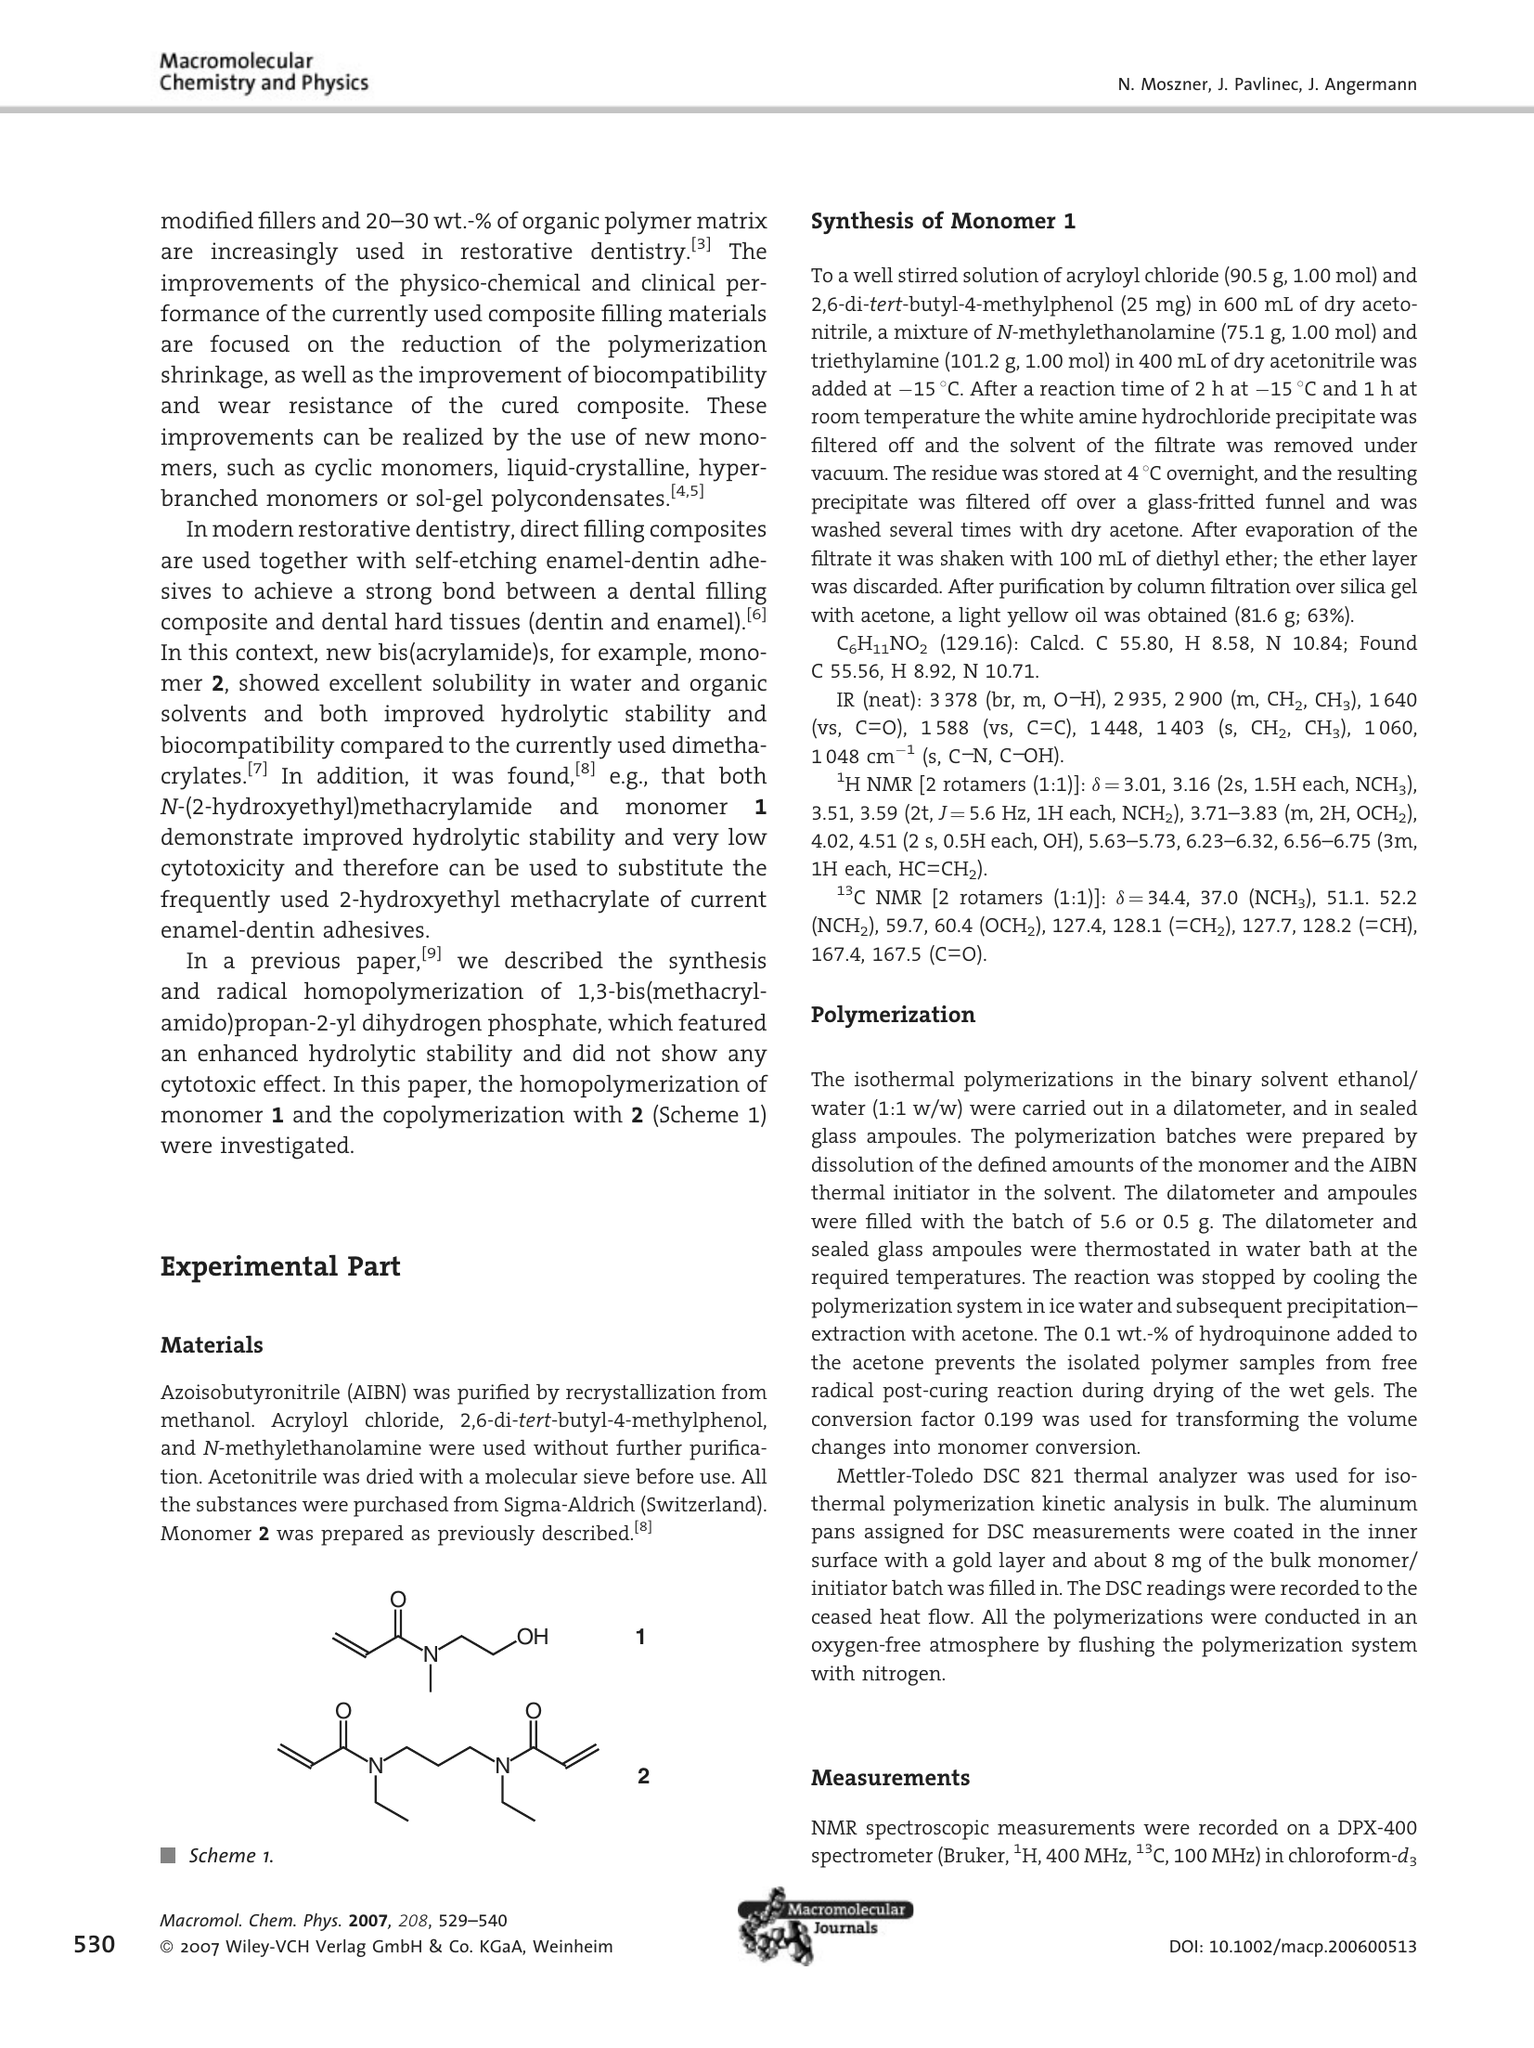 Macromolecular
Chemistry and Physics
N. Moszner, J. Pavlinec, J. Angermann
modified fillers and 20–30 wt.-% of organic polymer matrix
are increasingly used in restorative dentistry.[3] The
improvements of the physico-chemical and clinical per-
formance of the currently used composite filling materials
are focused on the reduction of the polymerization
shrinkage, as well as the improvement of biocompatibility
and wear resistance of the cured composite. These
improvements can be realized by the use of new mono-
mers, such as cyclic monomers, liquid-crystalline, hyper-
branched monomers or sol-gel polycondensates.[4,5]
In modern restorative dentistry, direct filling composites
are used together with self-etching enamel-dentin adhe-
sives to achieve a strong bond between a dental filling
composite and dental hard tissues (dentin and enamel).[6]
In this context, new bis(acrylamide)s, for example, mono-
mer 2, showed excellent solubility in water and organic
solvents and both improved hydrolytic stability and
biocompatibility compared to the currently used dimetha-
crylates.[7] In addition, it was found,[8] e.g., that both
N-(2-hydroxyethyl)methacrylamide and monomer 1
demonstrate improved hydrolytic stability and very low
cytotoxicity and therefore can be used to substitute the
frequently used 2-hydroxyethyl methacrylate of current
enamel-dentin adhesives.
In a previous paper,[9] we described the synthesis
and radical homopolymerization of 1,3-bis(methacryl-
amido)propan-2-yl dihydrogen phosphate, which featured
an enhanced hydrolytic stability and did not show any
cytotoxic effect. In this paper, the homopolymerization of
monomer 1 and the copolymerization with 2 (Scheme 1)
were investigated.
Experimental Part
Materials
Azoisobutyronitrile (AIBN) was purified by recrystallization from
methanol. Acryloyl chloride, 2,6-di-tert-butyl-4-methylphenol,
and N-methylethanolamine were used without further purifica-
tion. Acetonitrile was dried with a molecular sieve before use. All
the substances were purchased from Sigma-Aldrich (Switzerland).
Monomer 2 was prepared as previously described.[8]
O
OH
N
1
O
O
N
N
2
Scheme 1.
Synthesis of Monomer 1
To a well stirred solution of acryloyl chloride (90.5 g, 1.00 mol) and
2,6-di-tert-butyl-4-methylphenol (25 mg) in 600 mL of dry aceto-
nitrile, a mixture of N-methylethanolamine (75.1 g, 1.00 mol) and
triethylamine (101.2 g, 1.00 mol) in 400 mL of dry acetonitrile was
added at −15 °C. After a reaction time of 2 h at −15 °C and 1 h at
room temperature the white amine hydrochloride precipitate was
filtered off and the solvent of the filtrate was removed under
vacuum. The residue was stored at 4 °C overnight, and the resulting
precipitate was filtered off over a glass-fritted funnel and was
washed several times with dry acetone. After evaporation of the
filtrate it was shaken with 100 mL of diethyl ether; the ether layer
was discarded. After purification by column filtration over silica gel
with acetone, a light yellow oil was obtained (81.6 g; 63%).
C6H11NO2 (129.16): Calcd. C 55.80, H 8.58, N 10.84; Found
C 55.56, H 8.92, N 10.71.
IR (neat): 3 378 (br, m, O−H), 2 935, 2 900 (m, CH2, CH3), 1 640
(vs, C=O), 1 588 (vs, C=C), 1 448, 1 403 (s, CH2, CH3), 1 060,
1 048 cm−1 (s, C−N, C−OH).
1H NMR [2 rotamers (1:1)]: δ = 3.01, 3.16 (2s, 1.5H each, NCH3),
3.51, 3.59 (2t, J = 5.6 Hz, 1H each, NCH2), 3.71–3.83 (m, 2H, OCH2),
4.02, 4.51 (2 s, 0.5H each, OH), 5.63–5.73, 6.23–6.32, 6.56–6.75 (3m,
1H each, HC=CH2).
13C NMR [2 rotamers (1:1)]: δ = 34.4, 37.0 (NCH3), 51.1. 52.2
(NCH2), 59.7, 60.4 (OCH2), 127.4, 128.1 (=CH2), 127.7, 128.2 (=CH),
167.4, 167.5 (C=O).
Polymerization
The isothermal polymerizations in the binary solvent ethanol/
water (1:1 w/w) were carried out in a dilatometer, and in sealed
glass ampoules. The polymerization batches were prepared by
dissolution of the defined amounts of the monomer and the AIBN
thermal initiator in the solvent. The dilatometer and ampoules
were filled with the batch of 5.6 or 0.5 g. The dilatometer and
sealed glass ampoules were thermostated in water bath at the
required temperatures. The reaction was stopped by cooling the
polymerization system in ice water and subsequent precipitation–
extraction with acetone. The 0.1 wt.-% of hydroquinone added to
the acetone prevents the isolated polymer samples from free
radical post-curing reaction during drying of the wet gels. The
conversion factor 0.199 was used for transforming the volume
changes into monomer conversion.
Mettler-Toledo DSC 821 thermal analyzer was used for iso-
thermal polymerization kinetic analysis in bulk. The aluminum
pans assigned for DSC measurements were coated in the inner
surface with a gold layer and about 8 mg of the bulk monomer/
initiator batch was filled in. The DSC readings were recorded to the
ceased heat flow. All the polymerizations were conducted in an
oxygen-free atmosphere by flushing the polymerization system
with nitrogen.
Measurements
NMR spectroscopic measurements were recorded on a DPX-400
spectrometer (Bruker, 1H, 400 MHz, 13C, 100 MHz) in chloroform-d3
530
Macromol. Chem. Phys. 2007, 208, 529–540
© 2007 Wiley-VCH Verlag GmbH & Co. KGaA, Weinheim
Macromolecular
Journals
DOI: 10.1002/macp.200600513